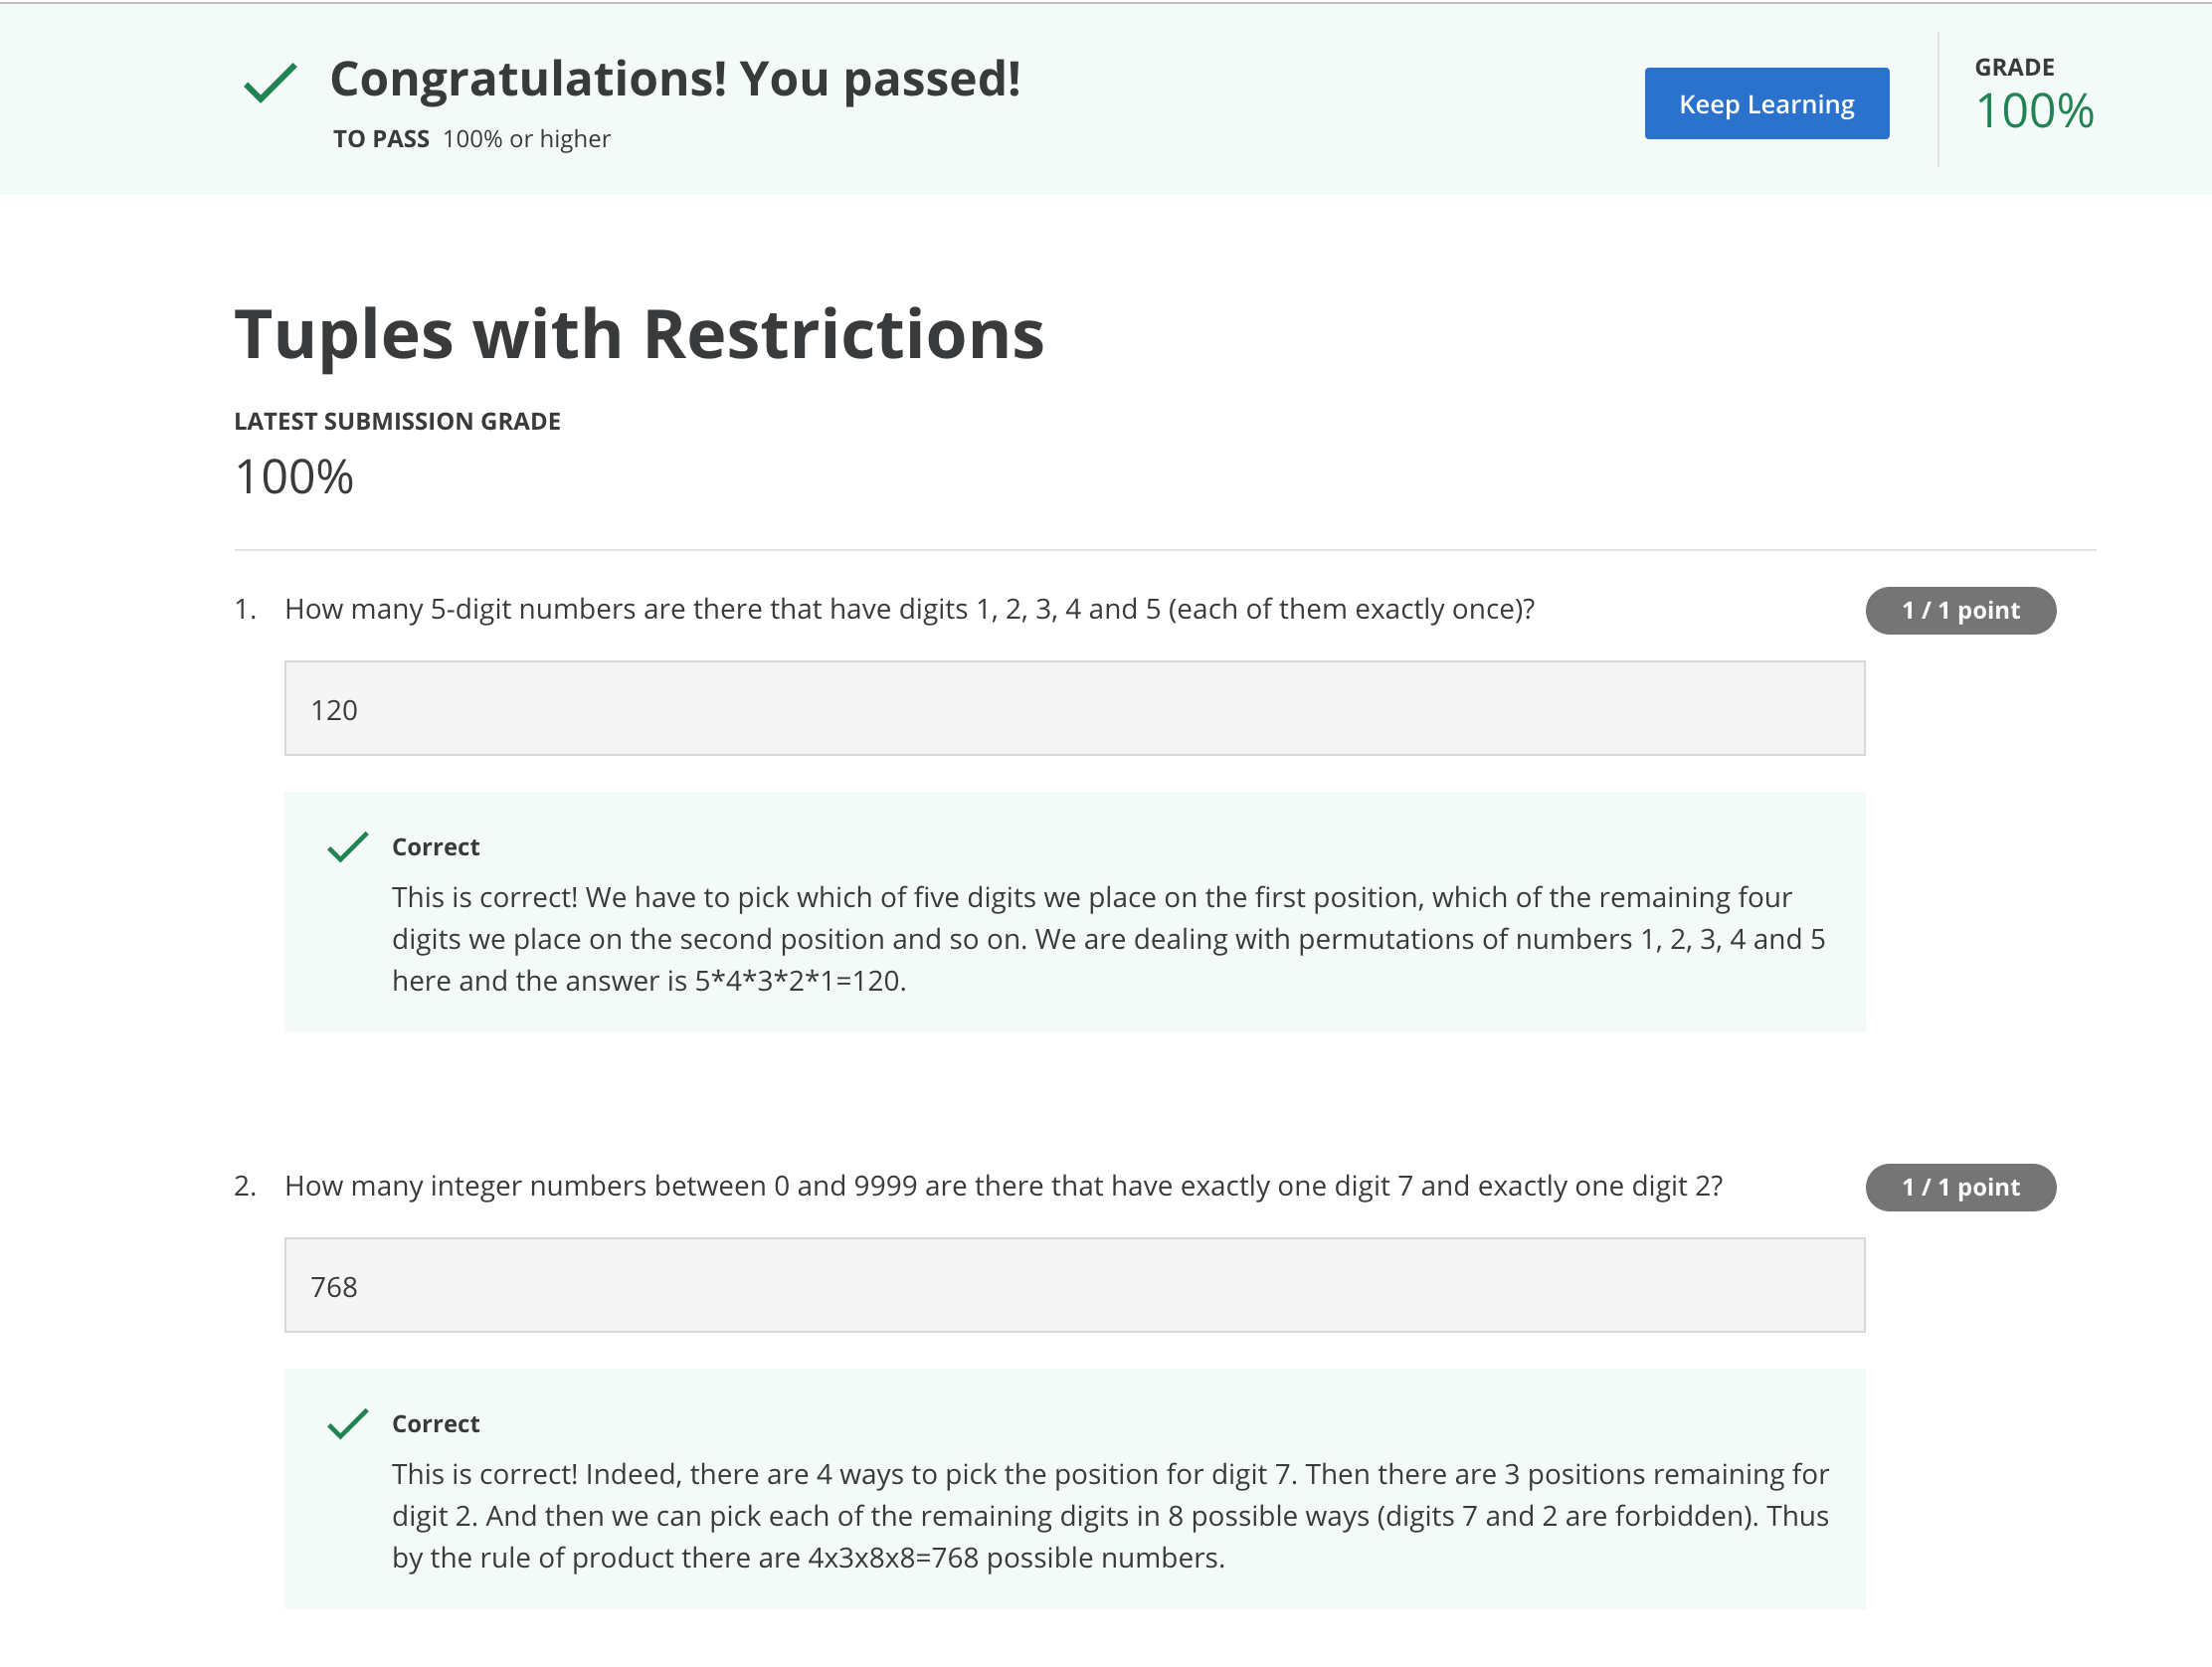 Congratulations! You passed!
TO PASS 100% or higher
Keep Learning
GRADE
100%
Tuples with Restrictions
LATEST SUBMISSION GRADE
100%
1. How many 5-digit numbers are there that have digits 1, 2, 3, 4 and 5 (each of them exactly once)?
1 / 1 point
120
Correct
This is correct! We have to pick which of five digits we place on the first position, which of the remaining four
digits we place on the second position and so on. We are dealing with permutations of numbers 1, 2, 3, 4 and 5
here and the answer is 5*4*3*2*1=120.
2. How many integer numbers between 0 and 9999 are there that have exactly one digit 7 and exactly one digit 2?
1 / 1 point
768
Correct
This is correct! Indeed, there are 4 ways to pick the position for digit 7. Then there are 3 positions remaining for
digit 2. And then we can pick each of the remaining digits in 8 possible ways (digits 7 and 2 are forbidden). Thus
by the rule of product there are 4x3x8x8=768 possible numbers.